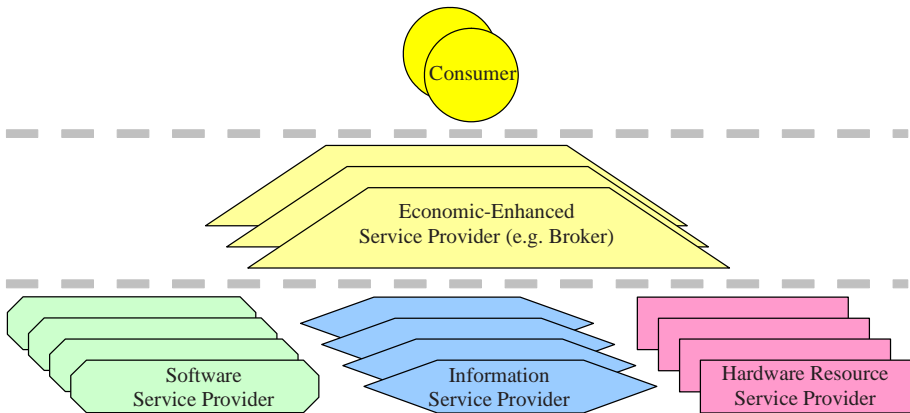 Consumer
Economic-Enhanced
Service Provider (e.g. Broker)
Software
Service Provider
Information
Service Provider
Hardware Resource
Service Provider